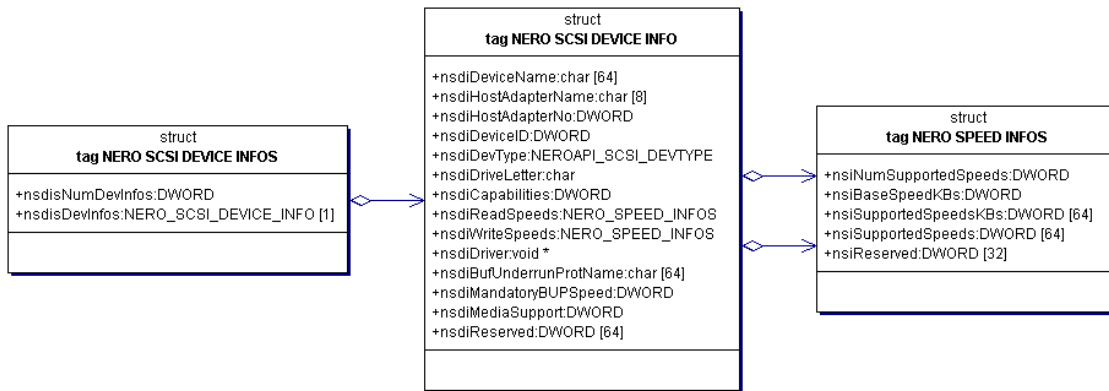 struct
tag NERO SCSI DEVICE INFOS
+nsdisNumDevInfos:DWORD
+nsdisDevInfos:NERO_SCSI_DEVICE_INFO [1]
struct
tag NERO SCSI DEVICE INFO
+nsdiDeviceName:char [64]
+nsdiHostAdapterName:char [8]
+nsdiHostAdapterNo:DWORD
+nsdiDeviceID:DWORD
+nsdiDevType:NEROAPI_SCSI_DEVTYPE
+nsdiDriveLetter:char
+nsdiCapabilities:DWORD
+nsdiReadSpeeds:NERO_SPEED_INFOS
+nsdiWriteSpeeds:NERO_SPEED_INFOS
+nsdiDriver:void *
+nsdiBufUnderrunProtName:char [64]
+nsdiMandatoryBUPSpeed:DWORD
+nsdiMediaSupport:DWORD
+nsdiReserved:DWORD [64]
struct
tag NERO SPEED INFOS
+nsiNumSupportedSpeeds:DWORD
+nsiBaseSpeedKBs:DWORD
+nsiSupportedSpeedsKBs:DWORD [64]
+nsiSupportedSpeeds:DWORD [64]
+nsiReserved:DWORD [32]